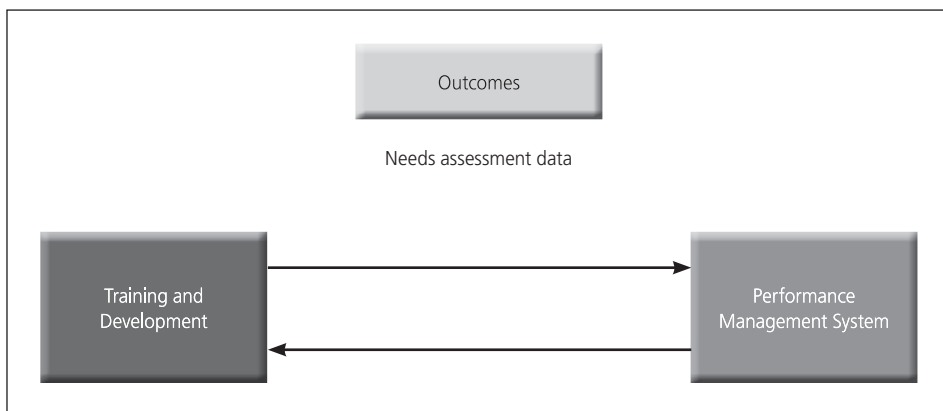 Outcomes
Needs assessment data
Training and
Development
Performance
Management System